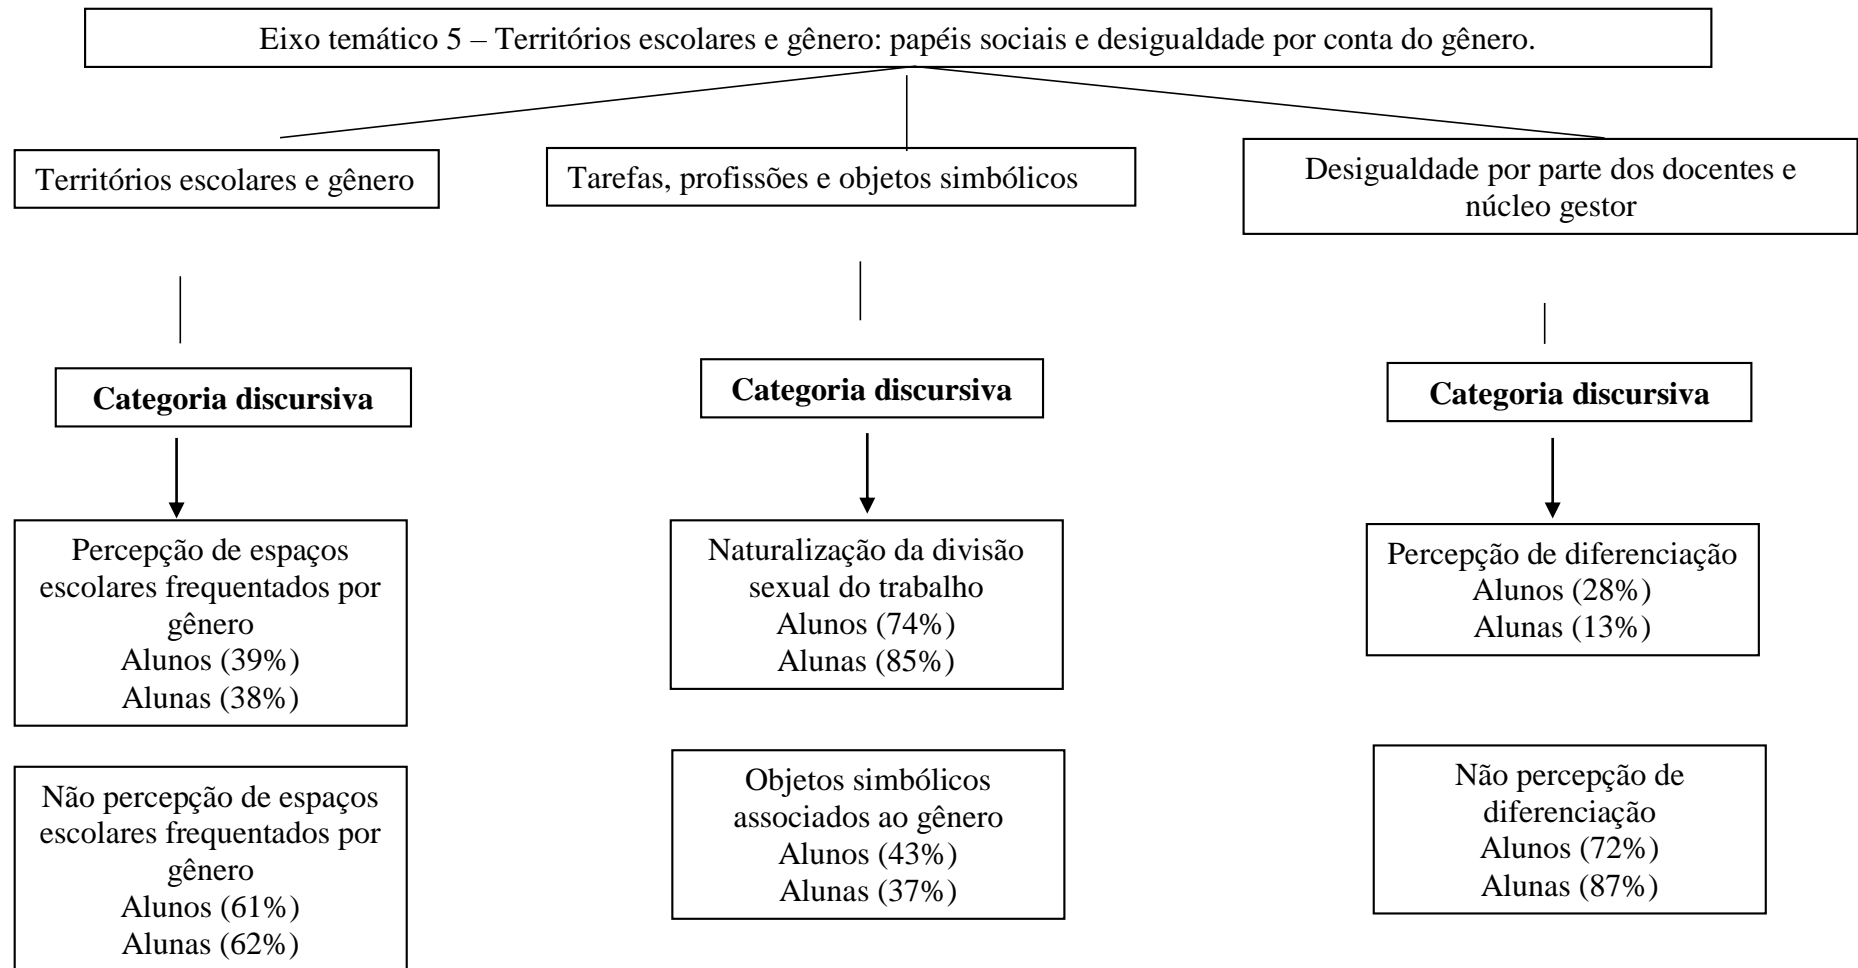 Eixo temático 5 – Territórios escolares e gênero: papéis sociais e desigualdade por conta do gênero.
Territórios escolares e gênero
Tarefas, profissões e objetos simbólicos
Desigualdade por parte dos docentes e
núcleo gestor
Categoria discursiva
Categoria discursiva
Categoria discursiva
Percepção de espaços
escolares frequentados por
gênero
Alunos (39%)
Alunas (38%)
Naturalização da divisão
sexual do trabalho
Alunos (74%)
Alunas (85%)
Percepção de diferenciação
Alunos (28%)
Alunas (13%)
Não percepção de espaços
escolares frequentados por
gênero
Alunos (61%)
Alunas (62%)
Objetos simbólicos
associados ao gênero
Alunos (43%)
Alunas (37%)
Não percepção de
diferenciação
Alunos (72%)
Alunas (87%)